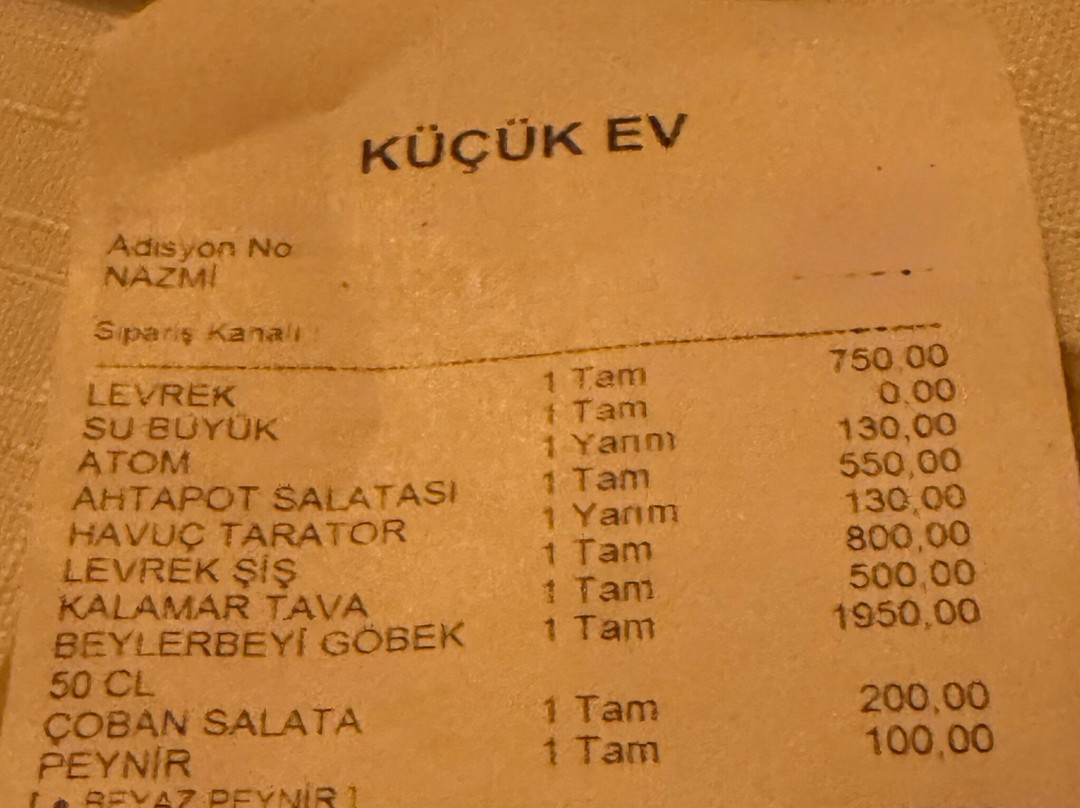 KÜÇÜK EV
Adisyon No
NAZMİ
Sipariş Kanalı
LEVREK 1 Tam 750,00
SU BÜYÜK 1 Tam 0,00
ATOM 1 Yarım 130,00
AHTAPOT SALATASI 1 Tam 550,00
HAVUÇ TARATOR 1 Yarım 130,00
LEVREK ŞİŞ 1 Tam 800,00
KALAMAR TAVA 1 Tam 500,00
BEYLERBEYİ GÖBEK 1 Tam 1950,00
50 CL
ÇOBAN SALATA 1 Tam 200,00
PEYNİR 1 Tam 100,00
[ • BEYAZ PEYNİR ]